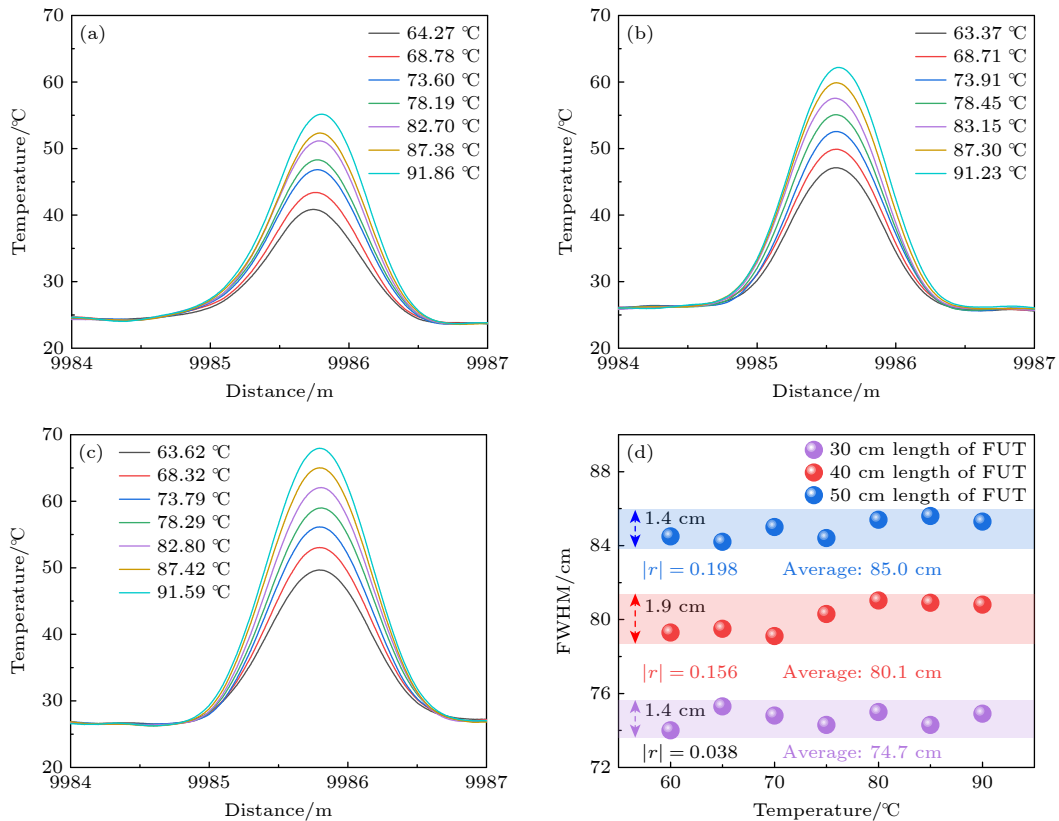 (a)
64.27 ℃
68.78 ℃
73.60 ℃
78.19 ℃
82.70 ℃
87.38 ℃
91.86 ℃
70
60
50
40
30
20
Temperature/℃
9984
9985
9986
9987
Distance/m
(b)
63.37 ℃
68.71 ℃
73.91 ℃
78.45 ℃
83.15 ℃
87.30 ℃
91.23 ℃
70
60
50
40
30
20
Temperature/℃
9984
9985
9986
9987
Distance/m
(c)
63.62 ℃
68.32 ℃
73.79 ℃
78.29 ℃
82.80 ℃
87.42 ℃
91.59 ℃
70
60
50
40
30
20
Temperature/℃
9984
9985
9986
9987
Distance/m
(d)
30 cm length of FUT
40 cm length of FUT
50 cm length of FUT
88
84
80
76
72
FWHM/cm
1.4 cm
|r| = 0.198 Average: 85.0 cm
1.9 cm
|r| = 0.156 Average: 80.1 cm
1.4 cm
|r| = 0.038 Average: 74.7 cm
60
70
80
90
Temperature/℃